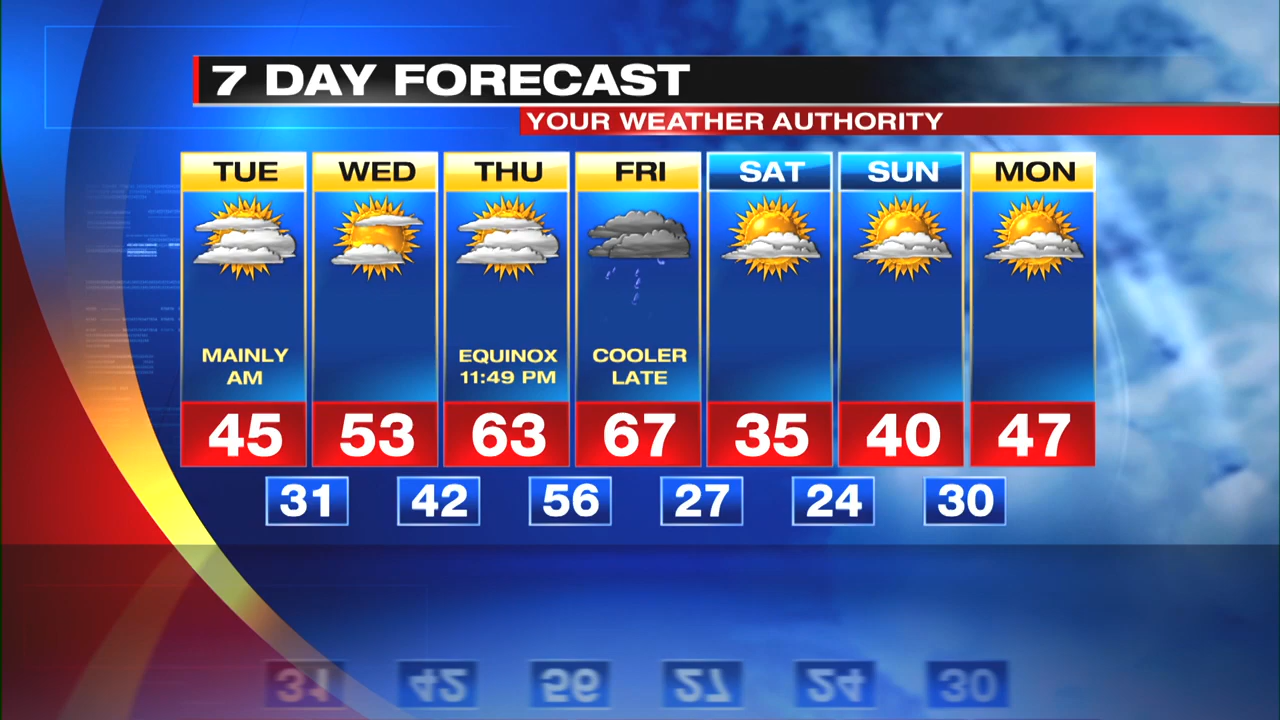 7 DAY FORECAST
YOUR WEATHER AUTHORITY
TUE WED THU FRI SAT SUN MON
MAINLY AM
EQUINOX 11:49 PM
COOLER LATE
45 53 63 67 35 40 47
31 42 56 27 24 30